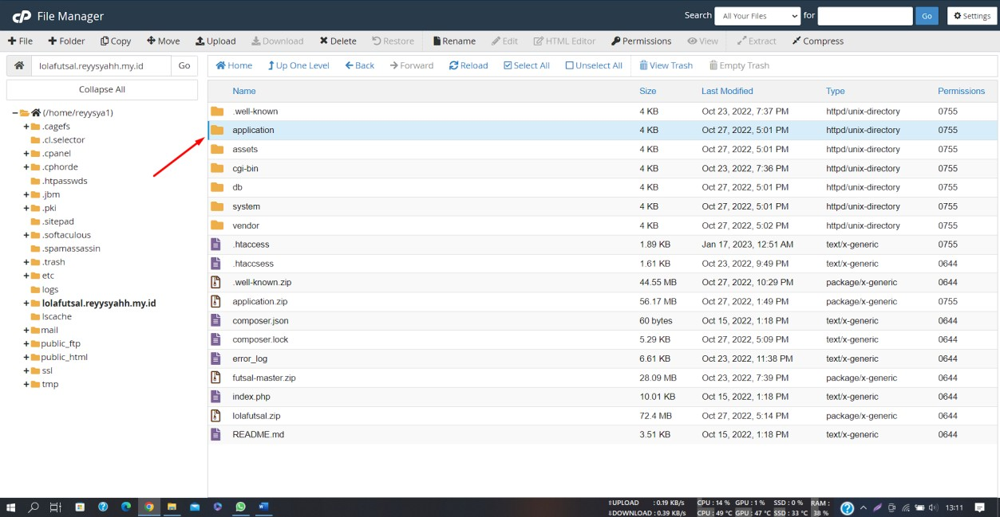 cP File Manager
Search All Your Files for Go Settings
File Folder Copy Move Upload Download Delete Restore Rename Edit HTML Editor Permissions View Extract Compress
lolafutsal.reyysyahh.my.id Go
Home Up One Level Back Forward Reload Select All Unselect All View Trash Empty Trash
Collapse All
(/home/reyysya1)
.cagefs
.cl.selector
.cpanel
.cphorde
.htpasswds
.jbm
.pki
.sitepad
.softaculous
.spamassassin
.trash
etc
logs
lolafutsal.reyysyahh.my.id
lscache
mail
public_ftp
public_html
ssl
tmp
Name Size Last Modified Type Permissions
.well-known 4 KB Oct 23, 2022, 7:37 PM httpd/unix-directory 0755
application 4 KB Oct 27, 2022, 5:01 PM httpd/unix-directory 0755
assets 4 KB Oct 27, 2022, 5:01 PM httpd/unix-directory 0755
cgi-bin 4 KB Oct 23, 2022, 7:36 PM httpd/unix-directory 0755
db 4 KB Oct 27, 2022, 5:01 PM httpd/unix-directory 0755
system 4 KB Oct 27, 2022, 5:01 PM httpd/unix-directory 0755
vendor 4 KB Oct 27, 2022, 5:02 PM httpd/unix-directory 0755
.htaccess 1.89 KB Jan 17, 2023, 12:51 AM text/x-generic 0755
.htaccsess 1.61 KB Oct 23, 2022, 9:49 PM text/x-generic 0644
.well-known.zip 44.55 MB Oct 27, 2022, 10:29 PM package/x-generic 0644
application.zip 56.17 MB Oct 27, 2022, 1:49 PM package/x-generic 0755
composer.json 60 bytes Oct 15, 2022, 1:18 PM text/x-generic 0644
composer.lock 5.29 KB Oct 27, 2022, 5:09 PM text/x-generic 0644
error_log 6.61 KB Oct 23, 2022, 11:38 PM text/x-generic 0644
futsal-master.zip 28.09 MB Oct 23, 2022, 7:39 PM package/x-generic 0644
index.php 10.01 KB Oct 15, 2022, 1:18 PM text/x-generic 0644
lolafutsal.zip 72.4 MB Oct 27, 2022, 5:14 PM package/x-generic 0644
README.md 3.51 KB Oct 15, 2022, 1:18 PM text/x-generic 0644
UPLOAD : 0.19 KB/s CPU : 14 % GPU : 1 % SSD : 0 % RAM :
DOWNLOAD : 0.39 KB/s CPU : 49 °C GPU : 47 °C SSD : 33 °C 38 %
13:11